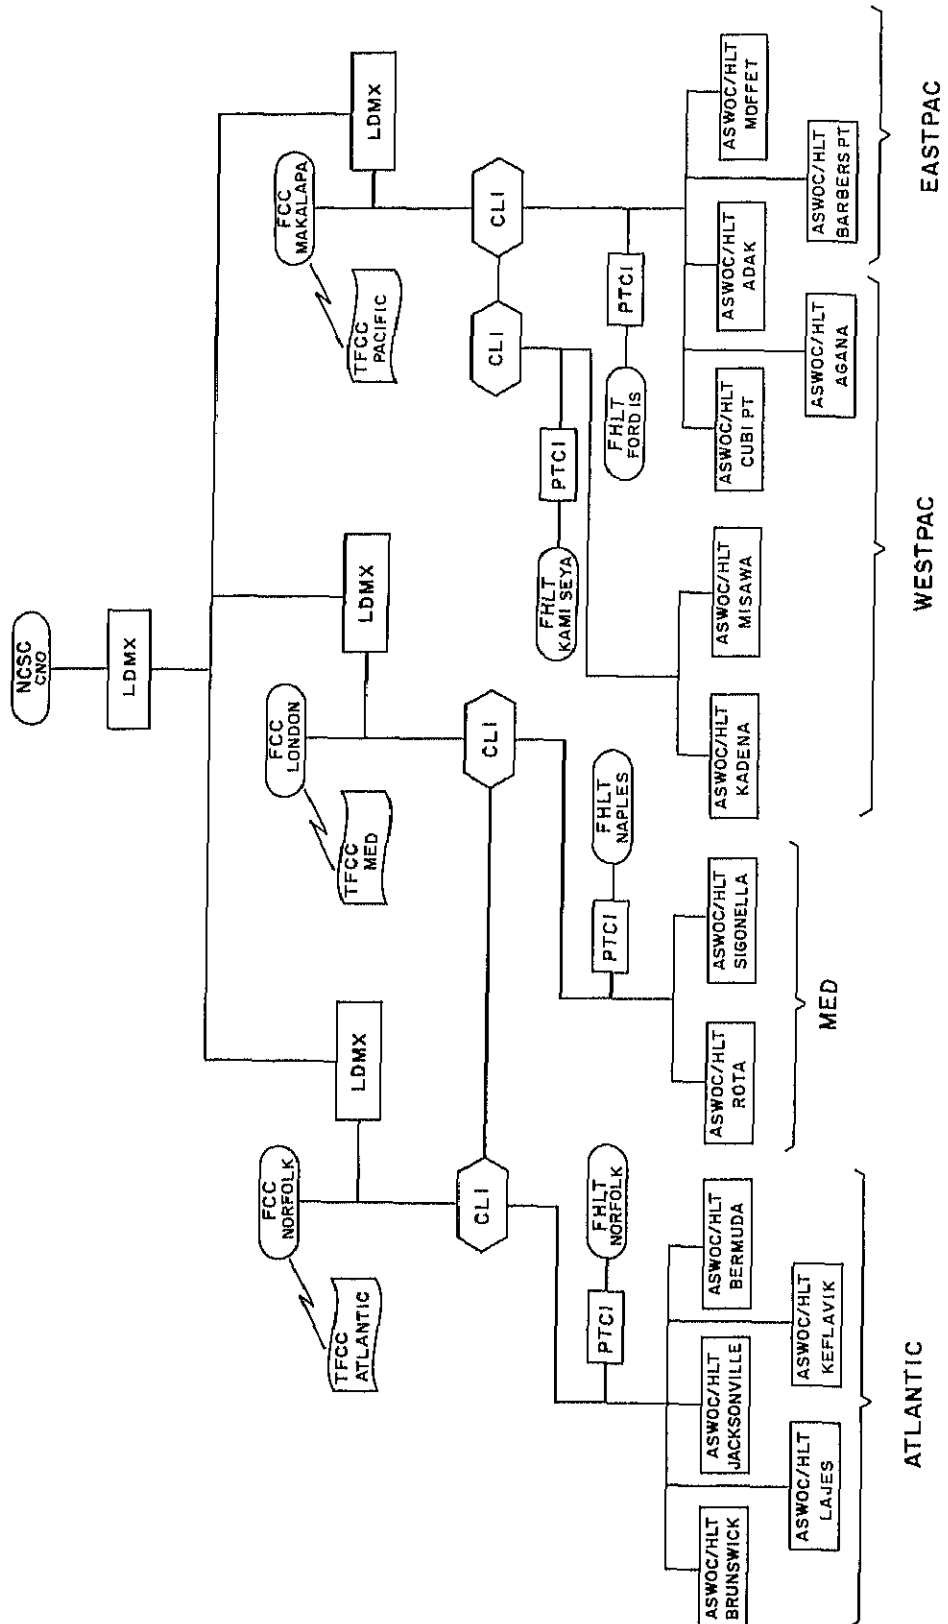 NCSC
CNO
LDMX
FCC
NORFOLK
LDMX
TFCC
ATLANTIC
FCC
LONDON
LDMX
TFCC
MED
FCC
MAKALAPA
LDMX
TFCC
PACIFIC
CLI
CLI
CLI
CLI
PTCI
FHLT
NORFOLK
PTCI
FHLT
NAPLES
FHLT
KAMI SEYA
PTCI
FHLT
FORD IS
PTCI
ASWOC/HLT
BRUNSWICK
ASWOC/HLT
JACKSONVILLE
ASWOC/HLT
BERMUDA
ASWOC/HLT
LAJES
ASWOC/HLT
KEFLAVIK
ASWOC/HLT
ROTA
ASWOC/HLT
SIGONELLA
ASWOC/HLT
KADENA
ASWOC/HLT
MISAWA
ASWOC/HLT
CUBI PT
ASWOC/HLT
ADAK
ASWOC/HLT
MOFFET
ASWOC/HLT
AGANA
ASWOC/HLT
BARBERS PT
ATLANTIC
MED
WESTPAC
EASTPAC